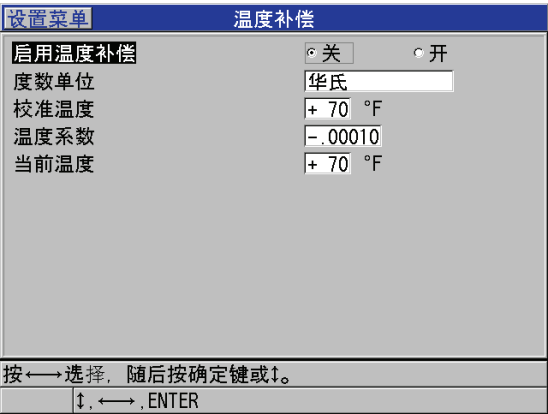 设置菜单 温度补偿
启用温度补偿 关 开
度数单位 华氏
校准温度 + 70 °F
温度系数 -.00010
当前温度 + 70 °F
按←→选择, 随后按确定键或↕。
↕, ←→ ,ENTER